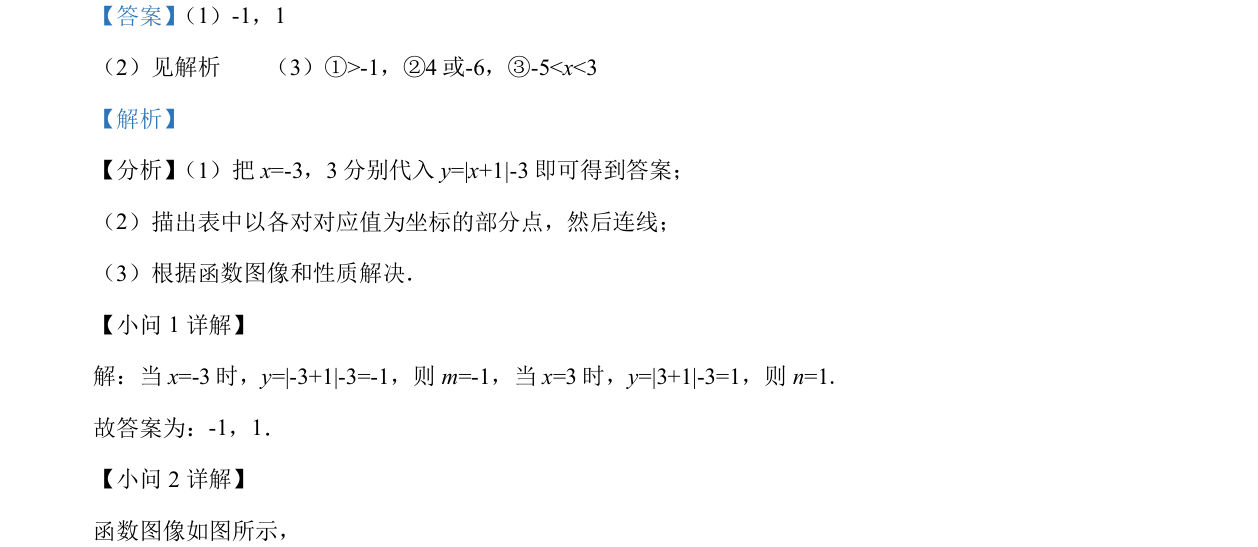 【答案】（1）-1，1
（2）见解析 （3）①>-1，②4 或-6，③-5<x<3
【解析】
【分析】（1）把 x=-3，3 分别代入 y=|x+1|-3 即可得到答案；
（2）描出表中以各对对应值为坐标的部分点，然后连线；
（3）根据函数图像和性质解决．
【小问 1 详解】
解：当 x=-3 时，y=|-3+1|-3=-1，则 m=-1，当 x=3 时，y=|3+1|-3=1，则 n=1．
故答案为：-1，1．
【小问 2 详解】
函数图像如图所示，